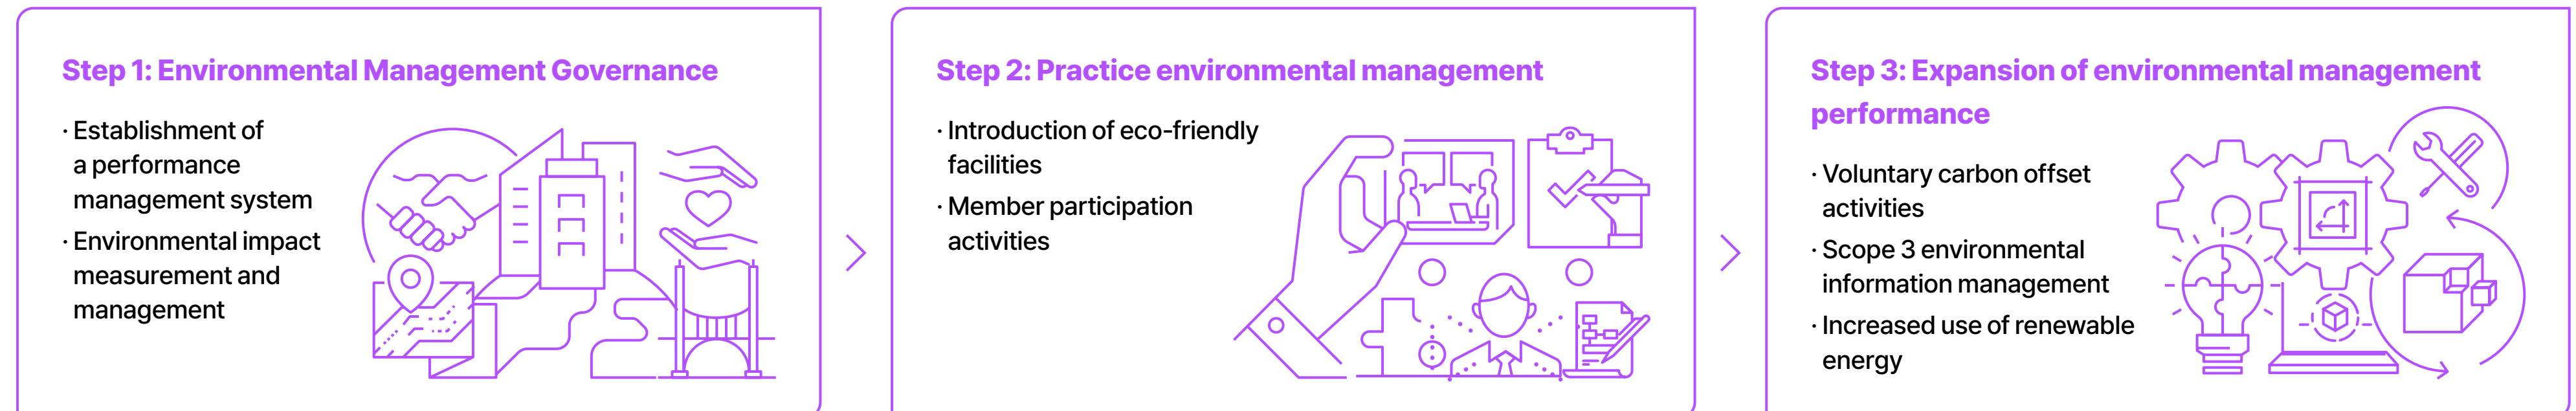 Step 1: Environmental Management Governance
· Establishment of
a performance
management system
· Environmental impact
measurement and
management
Step 2: Practice environmental management
· Introduction of eco-friendly
facilities
· Member participation
activities
Step 3: Expansion of environmental management
performance
· Voluntary carbon offset
activities
· Scope 3 environmental
information management
· Increased use of renewable
energy